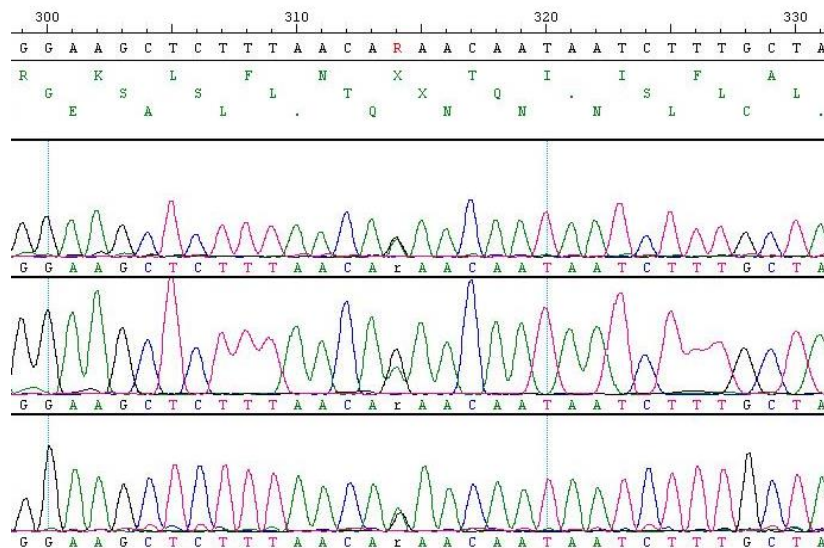 300 310 320 330
G G A A G C T C T T T A A C A R A A C A A T A A T C T T T G C T A
R K L F N X T I I F A
G S S L T X Q . S L L
E A L . Q N N N L C .
G G A A G C T C T T T A A C A r A A C A A T A A T C T T T G C T A
G G A A G C T C T T T A A C A r A A C A A T A A T C T T T G C T A
G G A A G C T C T T T A A C A r A A C A A T A A T C T T T G C T A